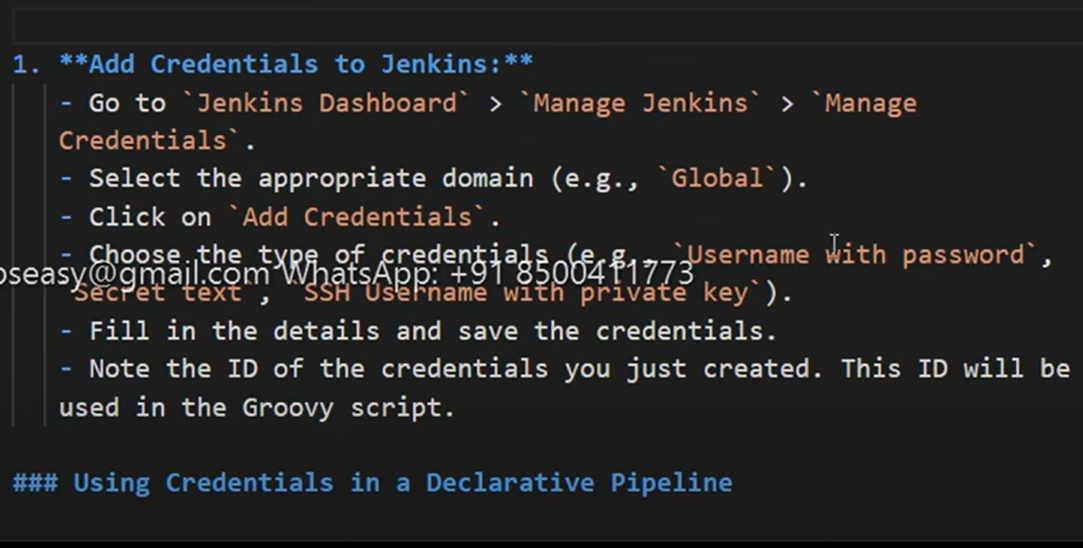 1. **Add Credentials to Jenkins:**
- Go to `Jenkins Dashboard` > `Manage Jenkins` > `Manage
Credentials`.
- Select the appropriate domain (e.g., `Global`).
- Click on `Add Credentials`.
- Choose the type of credentials (e.g., `Username with password`,
oseasy@gmail.com WhatsApp: +91 8500411773
`Secret text`, `SSH Username with private key`).
- Fill in the details and save the credentials.
- Note the ID of the credentials you just created. This ID will be
used in the Groovy script.
### Using Credentials in a Declarative Pipeline